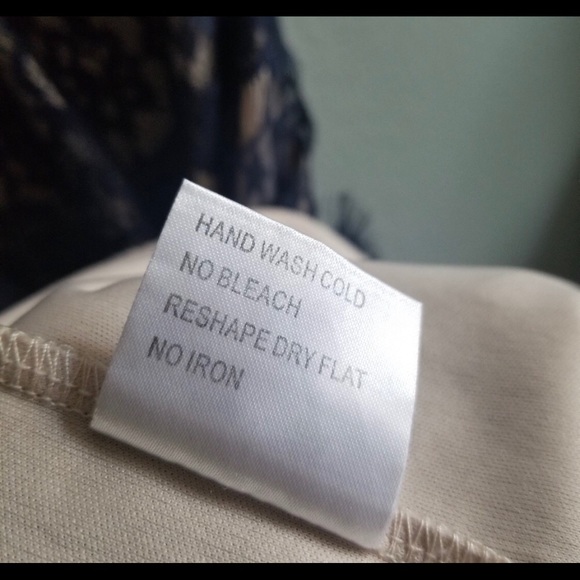 HAND WASH COLD
NO BLEACH
RESHAPE DRY FLAT
NO IRON